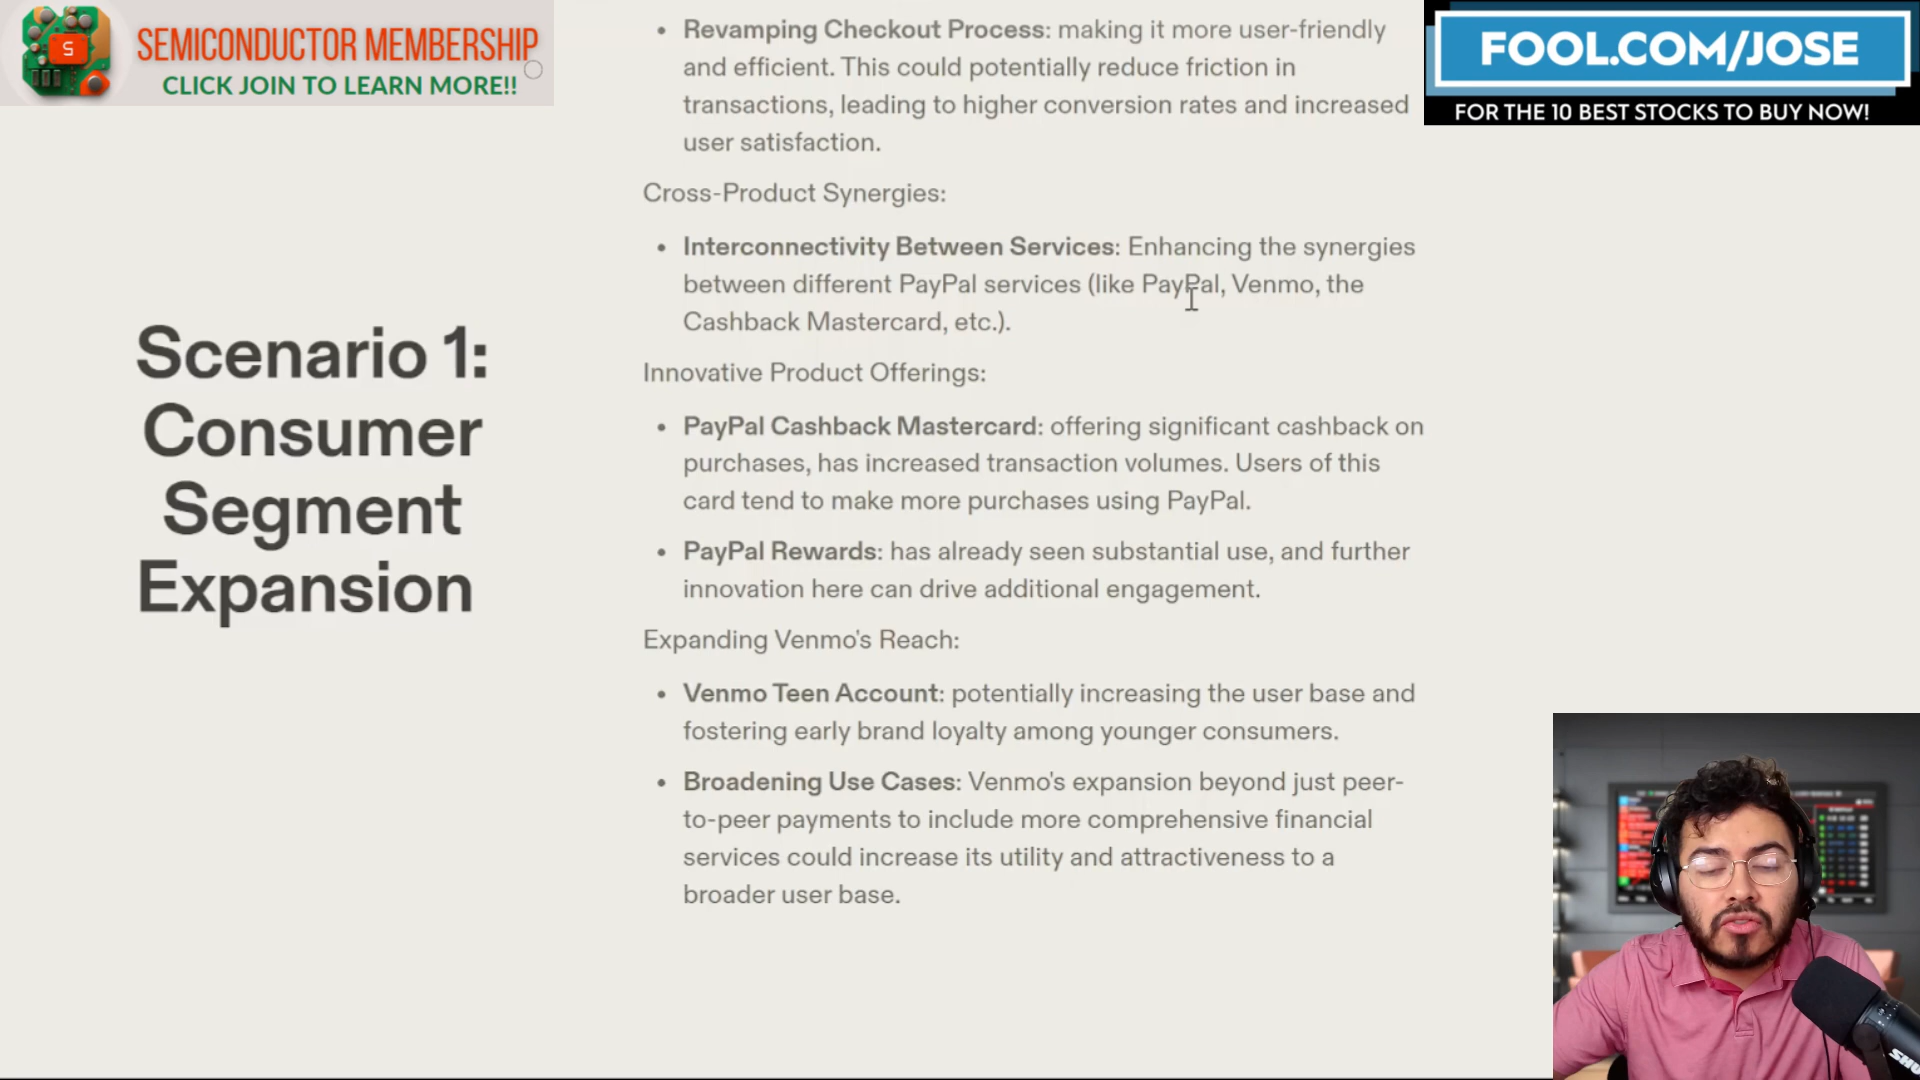 S
SEMICONDUCTOR MEMBERSHIP
CLICK JOIN TO LEARN MORE!!
FOOL.COM/JOSE
FOR THE 10 BEST STOCKS TO BUY NOW!
Scenario 1:
Consumer
Segment
Expansion
• Revamping Checkout Process: making it more user-friendly
and efficient. This could potentially reduce friction in
transactions, leading to higher conversion rates and increased
user satisfaction.
Cross-Product Synergies:
• Interconnectivity Between Services: Enhancing the synergies
between different PayPal services (like PayPal, Venmo, the
Cashback Mastercard, etc.).
Innovative Product Offerings:
• PayPal Cashback Mastercard: offering significant cashback on
purchases, has increased transaction volumes. Users of this
card tend to make more purchases using PayPal.
• PayPal Rewards: has already seen substantial use, and further
innovation here can drive additional engagement.
Expanding Venmo's Reach:
• Venmo Teen Account: potentially increasing the user base and
fostering early brand loyalty among younger consumers.
• Broadening Use Cases: Venmo's expansion beyond just peer-
to-peer payments to include more comprehensive financial
services could increase its utility and attractiveness to a
broader user base.